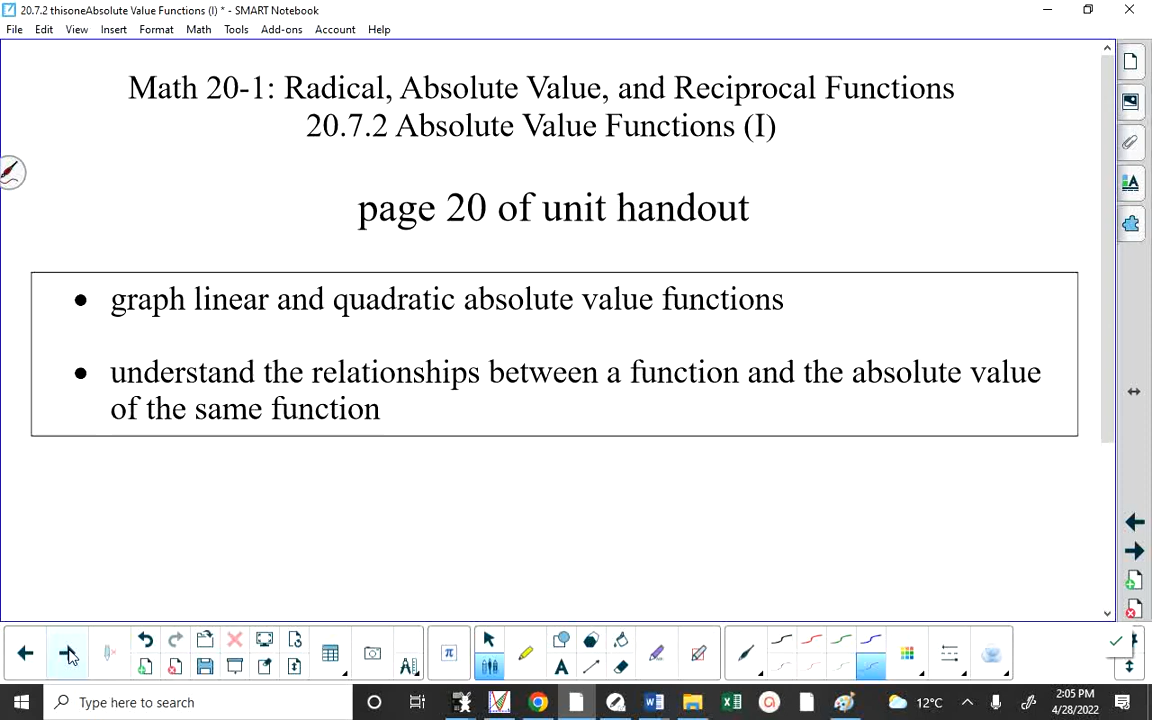 20.7.2 thisoneAbsolute Value Functions (I) * - SMART Notebook
File Edit View Insert Format Math Tools Add-ons Account Help
Math 20-1: Radical, Absolute Value, and Reciprocal Functions
20.7.2 Absolute Value Functions (I)
page 20 of unit handout
• graph linear and quadratic absolute value functions
• understand the relationships between a function and the absolute value
of the same function
Type here to search
12°C
2:05 PM
4/28/2022